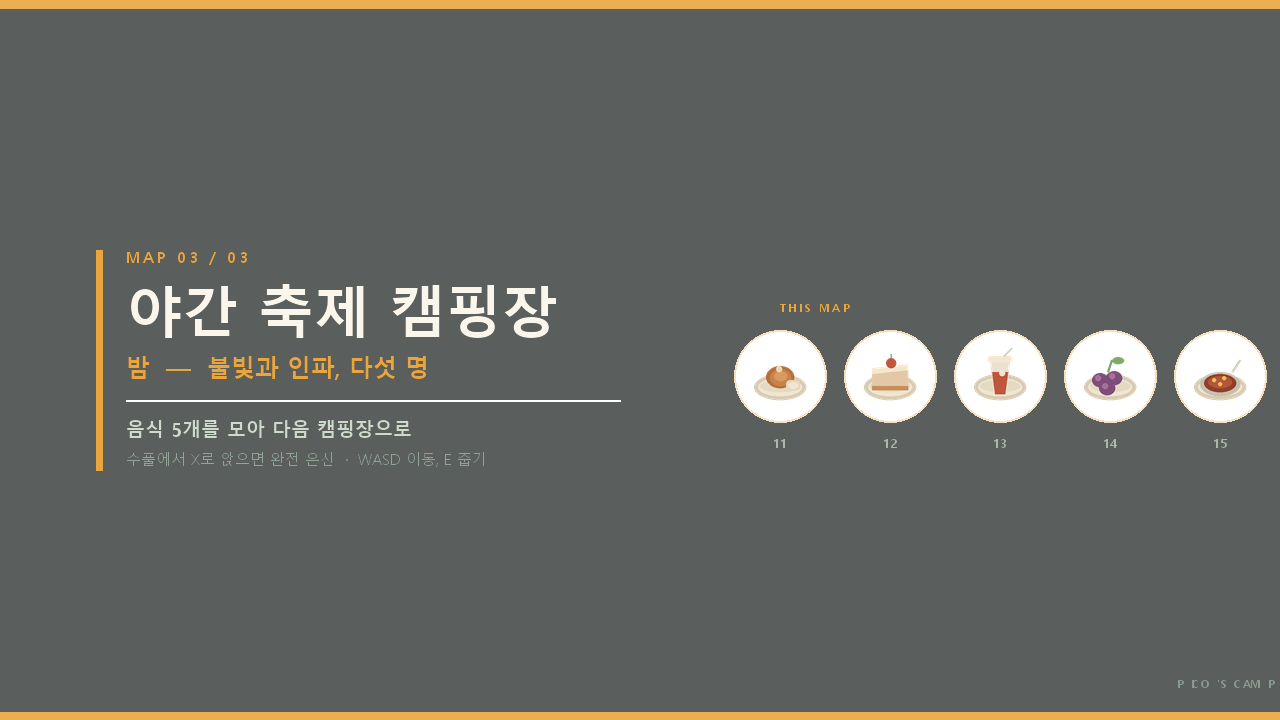 MAP 03 / 03
야간 축제 캠핑장
밤 — 불빛과 인파, 다섯 명
음식 5개를 모아 다음 캠핑장으로
수풀에서 X로 앉으면 완전 은신 · WASD 이동, E 줍기
THIS MAP
11 12 13 14 15
'S CAMP